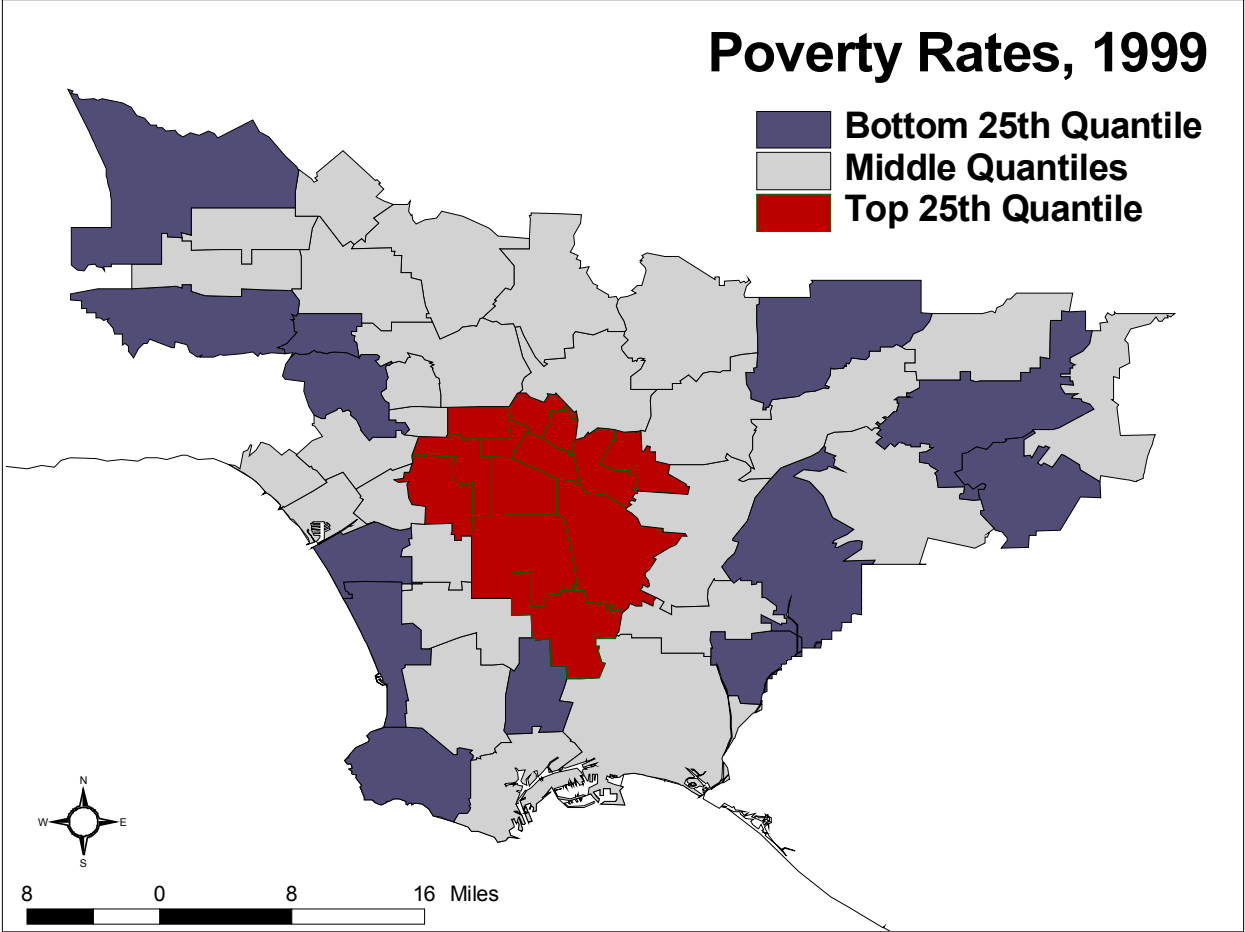 Poverty Rates, 1999
Bottom 25th Quantile
Middle Quantiles
Top 25th Quantile
N
W E
S
8 0 8 16 Miles